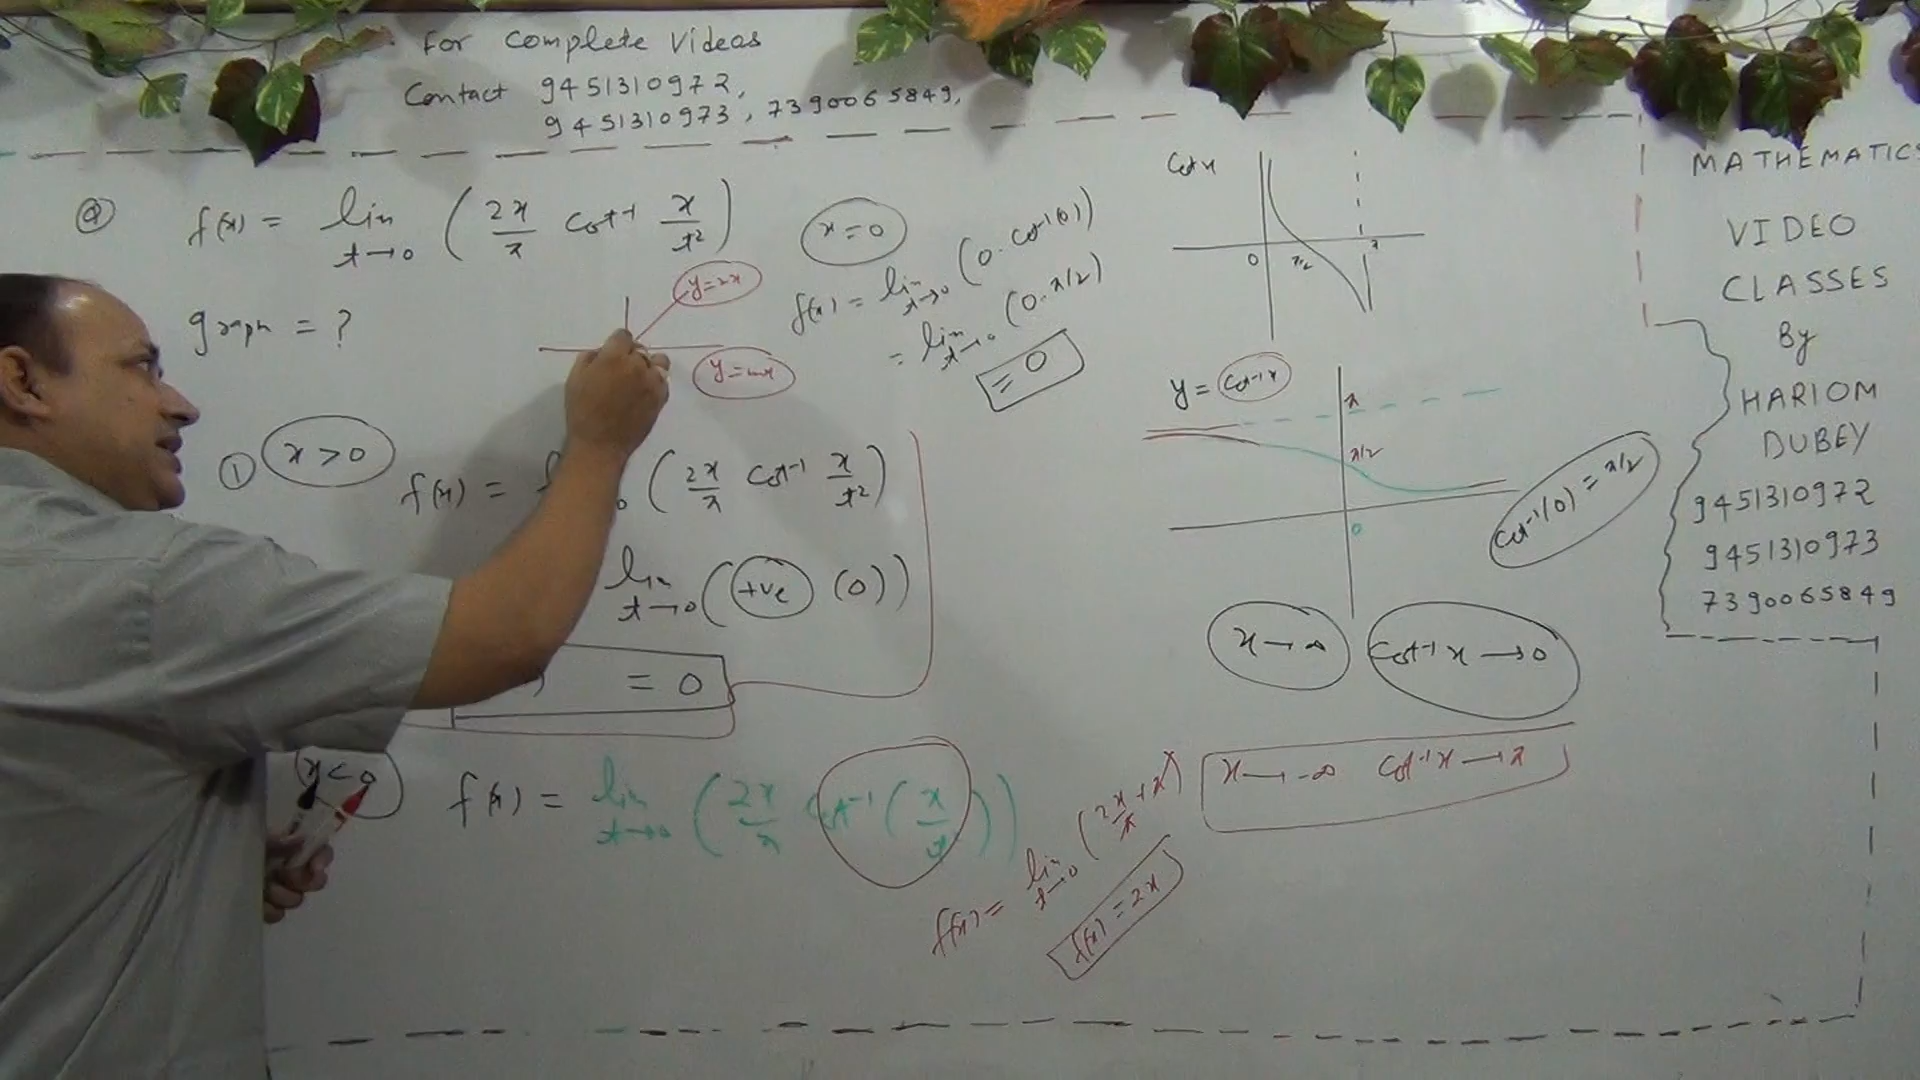 For Complete Videos
Contact 9451310972,
9451310973, 7390065849,
Q f(x) = lim t→0 (2x/π cot⁻¹ x/t²)
graph = ?
y=2x
y=mx
x=0
f(x) = lim t→0 (0. cot⁻¹(0))
= lim t→0 (0. π/2)
= 0
① x > 0
f(x) = (2x/π cot⁻¹ x/t²)
lim t→0 (+ve (0))
= 0
x < 0
f(x) = lim t→0 (2x/π cot⁻¹ (x/t²))
f(x) = lim t→0 (2x/π × π)
f(x) = 2x
Cot x
0 π/2 π
y = cot⁻¹x
π
π/2
0
cot⁻¹(0) = π/2
x → ∞ cot⁻¹x → 0
x → -∞ cot⁻¹x → π
MATHEMATICS
VIDEO
CLASSES
By
HARIOM
DUBEY
9451310972
9451310973
7390065849